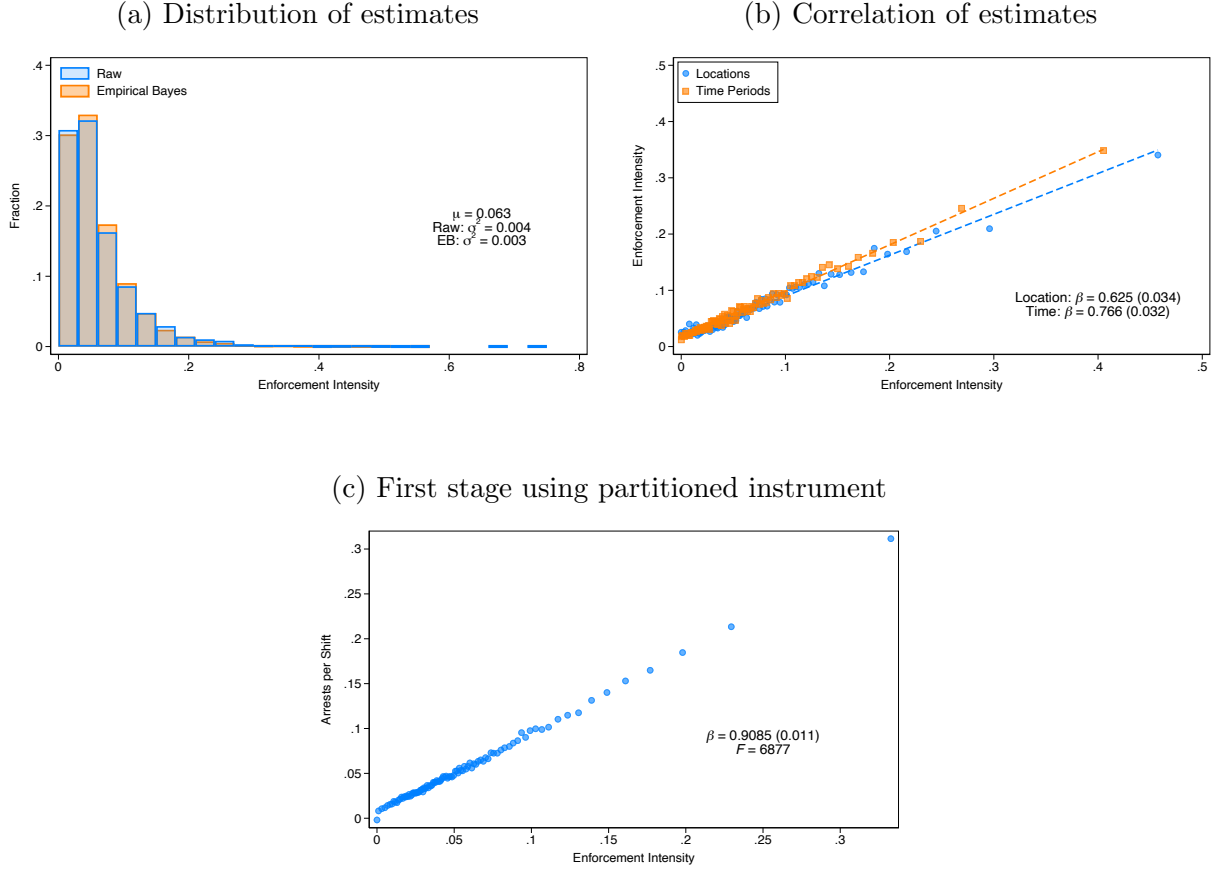 (a) Distribution of estimates
.4
.3
.2
.1
0
Fraction
Raw
Empirical Bayes
μ = 0.063
Raw: σ² = 0.004
EB: σ² = 0.003
0 .2 .4 .6 .8
Enforcement Intensity
(b) Correlation of estimates
.5
.4
.3
.2
.1
0
Enforcement Intensity
Locations
Time Periods
Location: β = 0.625 (0.034)
Time: β = 0.766 (0.032)
0 .1 .2 .3 .4 .5
Enforcement Intensity
(c) First stage using partitioned instrument
.3
.25
.2
.15
.1
.05
0
Arrests per Shift
β = 0.9085 (0.011)
F = 6877
0 .05 .1 .15 .2 .25 .3
Enforcement Intensity